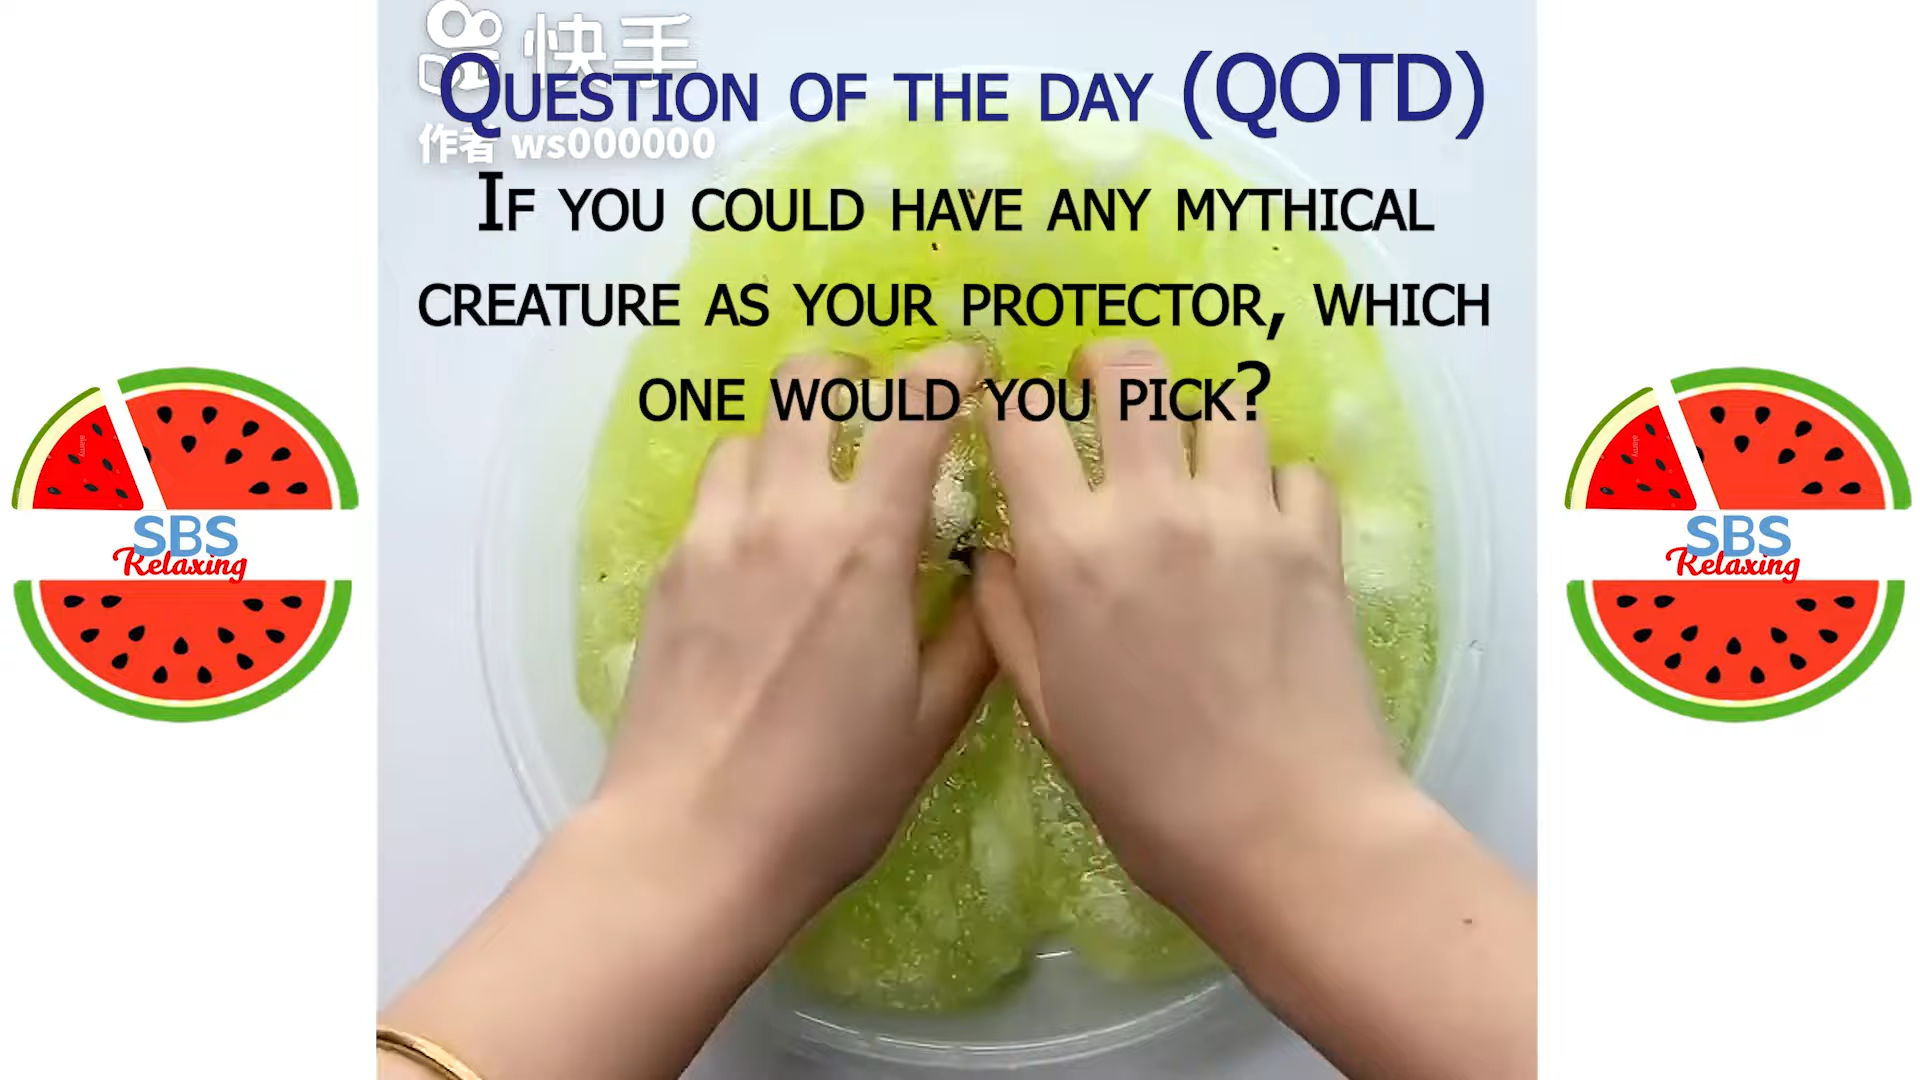 快手
作者 ws000000
Question of the day (QOTD)
If you could have any mythical
creature as your protector, which
one would you pick?
SBS
Relaxing
SBS
Relaxing